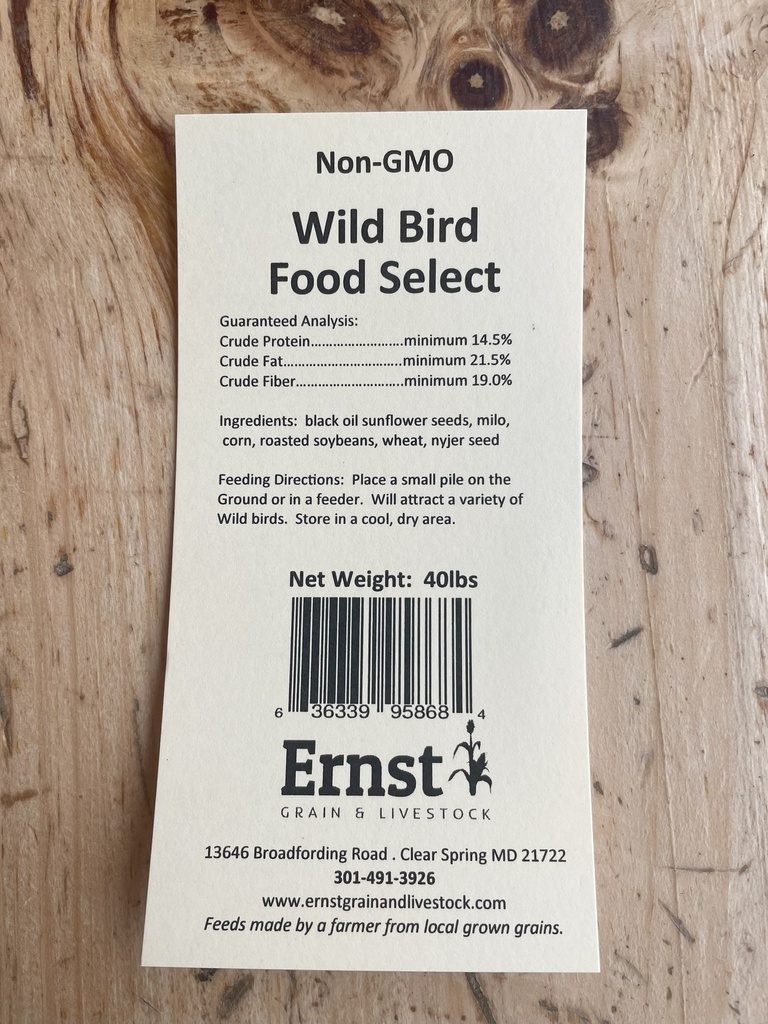 Non-GMO
Wild Bird
Food Select
Guaranteed Analysis:
Crude Protein........................minimum 14.5%
Crude Fat...............................minimum 21.5%
Crude Fiber............................minimum 19.0%
Ingredients: black oil sunflower seeds, milo,
corn, roasted soybeans, wheat, nyjer seed
Feeding Directions: Place a small pile on the
Ground or in a feeder. Will attract a variety of
Wild birds. Store in a cool, dry area.
Net Weight: 40lbs
6 36339 95868 4
Ernst
GRAIN & LIVESTOCK
13646 Broadfording Road . Clear Spring MD 21722
301-491-3926
www.ernstgrainandlivestock.com
Feeds made by a farmer from local grown grains.